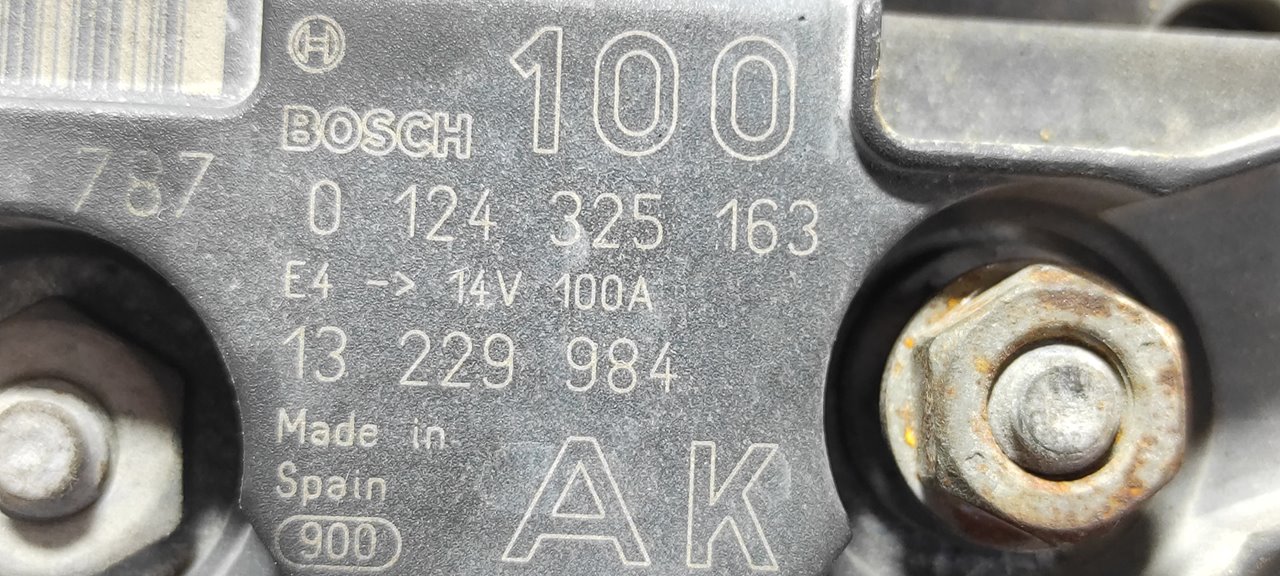 100
BOSCH
787
0 124 325 163
E4 -> 14V 100A
13 229 984
Made in
Spain
AK
900